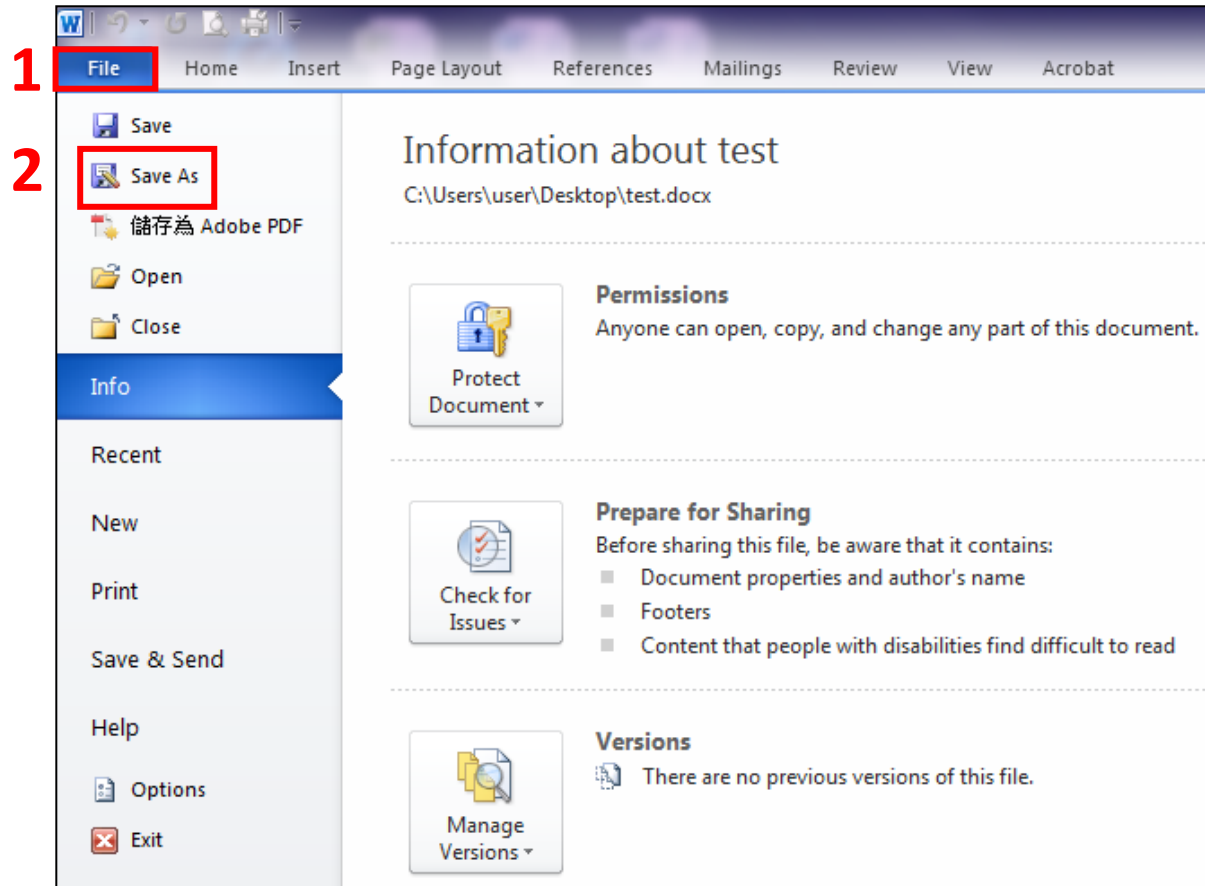 W
1
File Home Insert Page Layout References Mailings Review View Acrobat
Save
2
Save As
儲存為 Adobe PDF
Open
Close
Info
Recent
New
Print
Save & Send
Help
Options
Exit
Information about test
C:\Users\user\Desktop\test.docx
Protect
Document
Permissions
Anyone can open, copy, and change any part of this document.
Check for
Issues
Prepare for Sharing
Before sharing this file, be aware that it contains:
Document properties and author's name
Footers
Content that people with disabilities find difficult to read
Manage
Versions
Versions
There are no previous versions of this file.